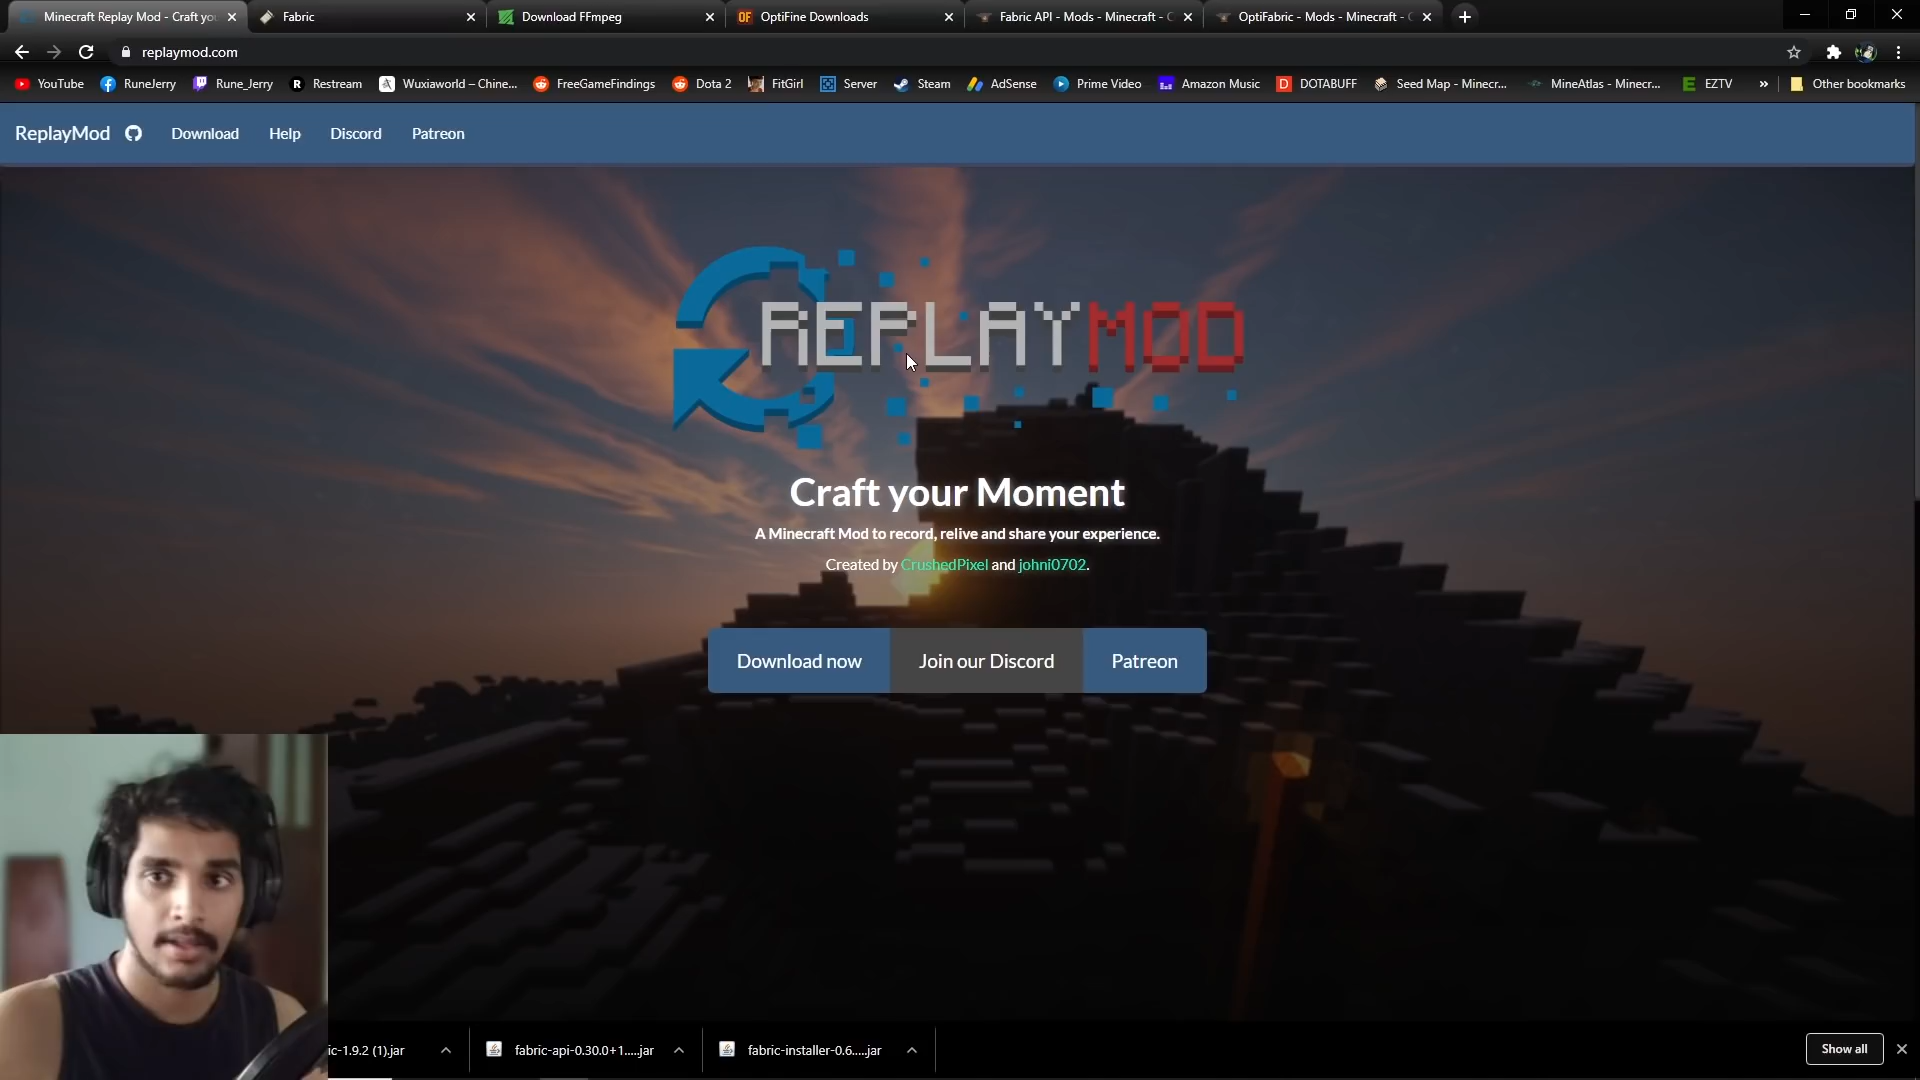 Minecraft Replay Mod - Craft yo
Fabric
Download FFmpeg
OptiFine Downloads
Fabric API - Mods - Minecraft - C
OptiFabric - Mods - Minecraft - C
replaymod.com
YouTube
RuneJerry
Rune_Jerry
Restream
Wuxiaworld – Chine...
FreeGameFindings
Dota 2
FitGirl
Server
Steam
AdSense
Prime Video
Amazon Music
DOTABUFF
Seed Map - Minecr...
MineAtlas - Minecr...
EZTV
»
Other bookmarks
ReplayMod
Download
Help
Discord
Patreon
REPLAYMOD
Craft your Moment
A Minecraft Mod to record, relive and share your experience.
Created by CrushedPixel and johni0702.
Download now
Join our Discord
Patreon
ic-1.9.2 (1).jar
fabric-api-0.30.0+1.....jar
fabric-installer-0.6.....jar
Show all